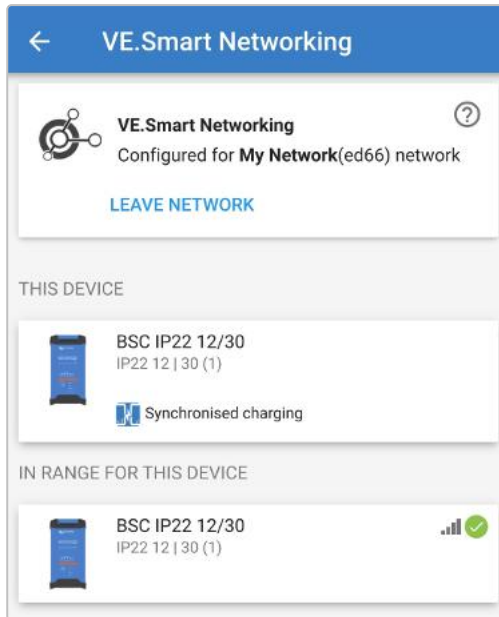 VE.Smart Networking
VE.Smart Networking
Configured for My Network(ed66) network
LEAVE NETWORK
THIS DEVICE
BSC IP22 12/30
IP22 12 | 30 (1)
Synchronised charging
IN RANGE FOR THIS DEVICE
BSC IP22 12/30
IP22 12 | 30 (1)